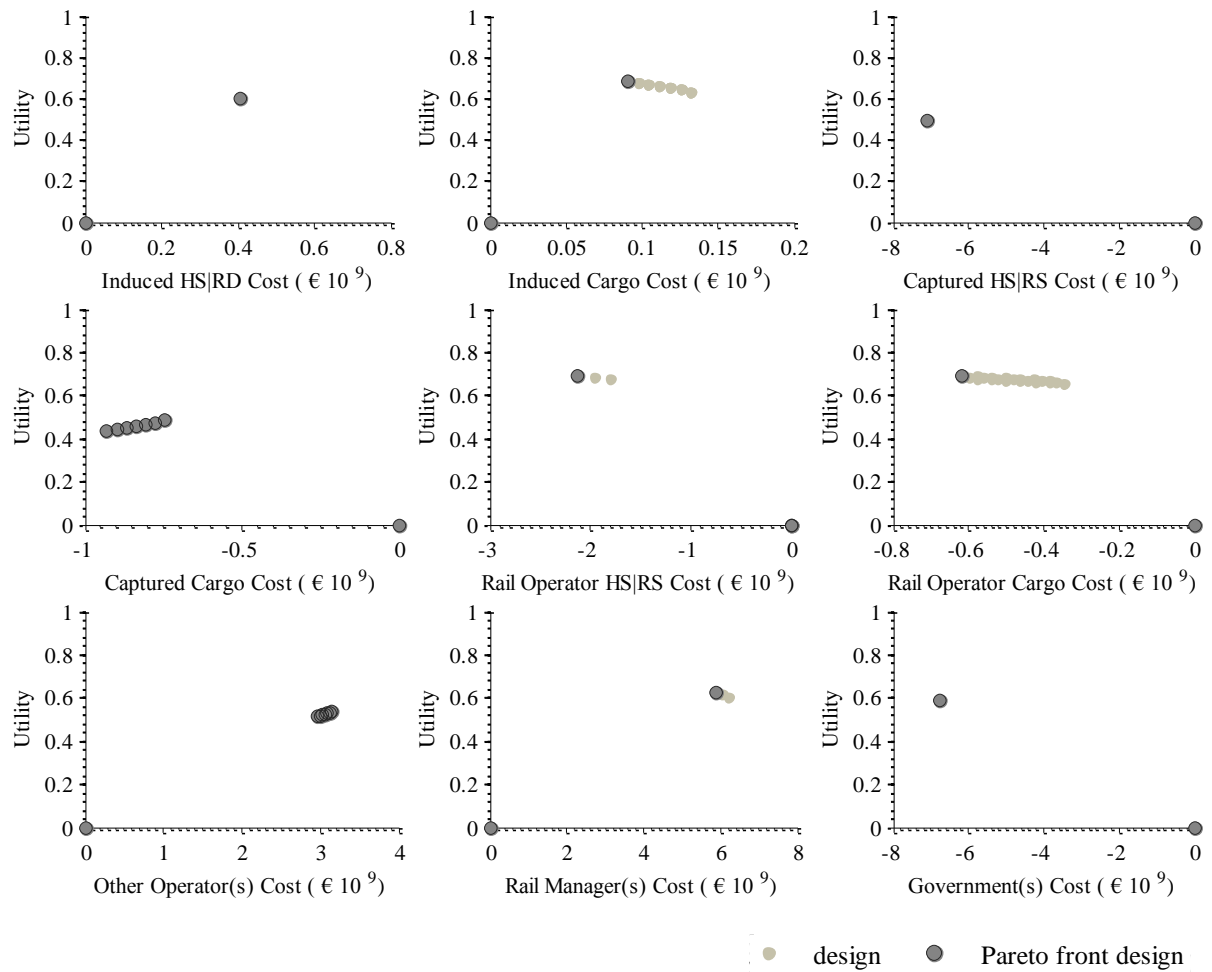 1
0.8
0.6
0.4
0.2
0
Utility
0 0.2 0.4 0.6 0.8
Induced HS|RD Cost ( € 10 9)
1
0.8
0.6
0.4
0.2
0
Utility
0 0.05 0.1 0.15 0.2
Induced Cargo Cost ( € 10 9)
1
0.8
0.6
0.4
0.2
0
Utility
-8 -6 -4 -2 0
Captured HS|RS Cost ( € 10 9)
1
0.8
0.6
0.4
0.2
0
Utility
-1 -0.5 0
Captured Cargo Cost ( € 10 9)
1
0.8
0.6
0.4
0.2
0
Utility
-3 -2 -1 0
Rail Operator HS|RS Cost ( € 10 9)
1
0.8
0.6
0.4
0.2
0
Utility
-0.8 -0.6 -0.4 -0.2 0
Rail Operator Cargo Cost ( € 10 9)
1
0.8
0.6
0.4
0.2
0
Utility
0 1 2 3 4
Other Operator(s) Cost ( € 10 9)
1
0.8
0.6
0.4
0.2
0
Utility
0 2 4 6 8
Rail Manager(s) Cost ( € 10 9)
1
0.8
0.6
0.4
0.2
0
Utility
-8 -6 -4 -2 0
Government(s) Cost ( € 10 9)
design Pareto front design